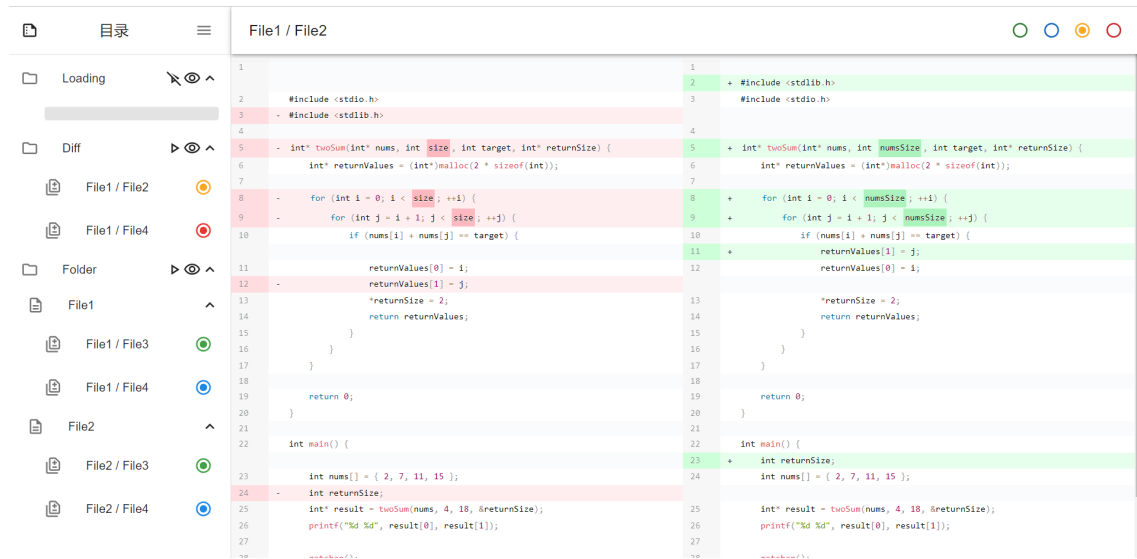 目录
Loading
Diff
File1 / File2
File1 / File4
Folder
File1
File1 / File3
File1 / File4
File2
File2 / File3
File2 / File4
File1 / File2
1
2 #include <stdio.h>
3 - #include <stdlib.h>
4
5 - int* twoSum(int* nums, int size, int target, int* returnSize) {
6 int* returnValues = (int*)malloc(2 * sizeof(int));
7
8 - for (int i = 0; i < size; ++i) {
9 - for (int j = i + 1; j < size; ++j) {
10 if (nums[i] + nums[j] == target) {
11 returnValues[0] = i;
12 - returnValues[1] = j;
13 *returnSize = 2;
14 return returnValues;
15 }
16 }
17 }
18
19 return 0;
20 }
21
22 int main() {
23 int nums[] = { 2, 7, 11, 15 };
24 - int returnSize;
25 int* result = twoSum(nums, 4, 18, &returnSize);
26 printf("%d %d", result[0], result[1]);
27
1
2 + #include <stdlib.h>
3 #include <stdio.h>
4
5 + int* twoSum(int* nums, int numsSize, int target, int* returnSize) {
6 int* returnValues = (int*)malloc(2 * sizeof(int));
7
8 + for (int i = 0; i < numsSize; ++i) {
9 + for (int j = i + 1; j < numsSize; ++j) {
10 if (nums[i] + nums[j] == target) {
11 + returnValues[1] = j;
12 returnValues[0] = i;
13 *returnSize = 2;
14 return returnValues;
15 }
16 }
17 }
18
19 return 0;
20 }
21
22 int main() {
23 + int returnSize;
24 int nums[] = { 2, 7, 11, 15 };
25 int* result = twoSum(nums, 4, 18, &returnSize);
26 printf("%d %d", result[0], result[1]);
27